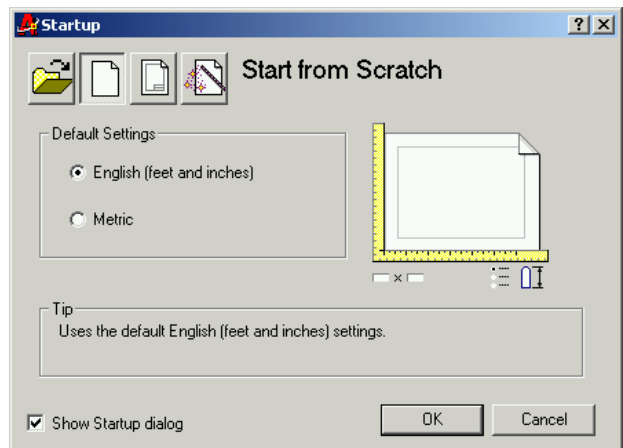 Startup
Start from Scratch
Default Settings
English (feet and inches)
Metric
Tip
Uses the default English (feet and inches) settings.
Show Startup dialog
OK
Cancel